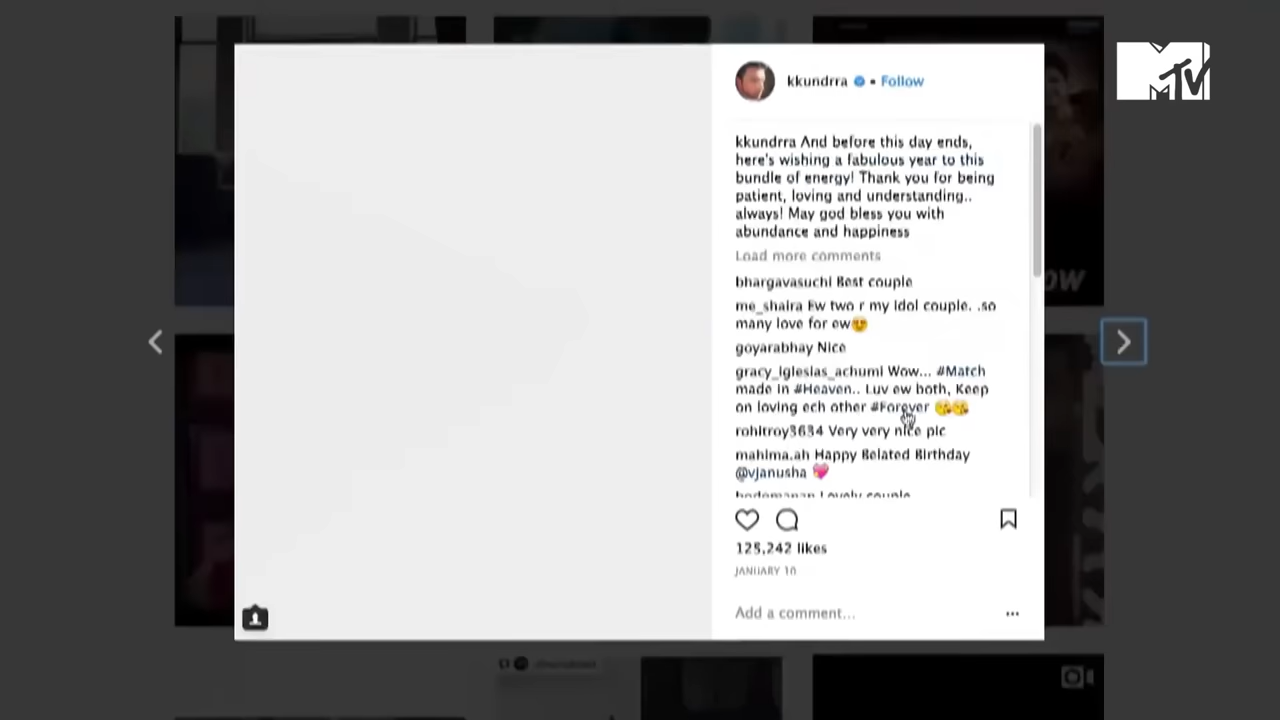 MTV
kkundrra • Follow
kkundrra And before this day ends,
here's wishing a fabulous year to this
bundle of energy! Thank you for being
patient, loving and understanding..
always! May god bless you with
abundance and happiness
Load more comments
bhargavasuchi Best couple
me_shaira Ew two r my Idol couple. .so
many love for ew😍
goyarabhay Nice
gracy_iglesias_achumi Wow... #Match
made in #Heaven.. Luv ew both, Keep
on loving ech other #Forever 😘😘
rohitroy3634 Very very nice pic
mahima.ah Happy Belated Birthday
@vjanusha 💖
Lovely couple
125,242 likes
JANUARY 10
Add a comment...
OW